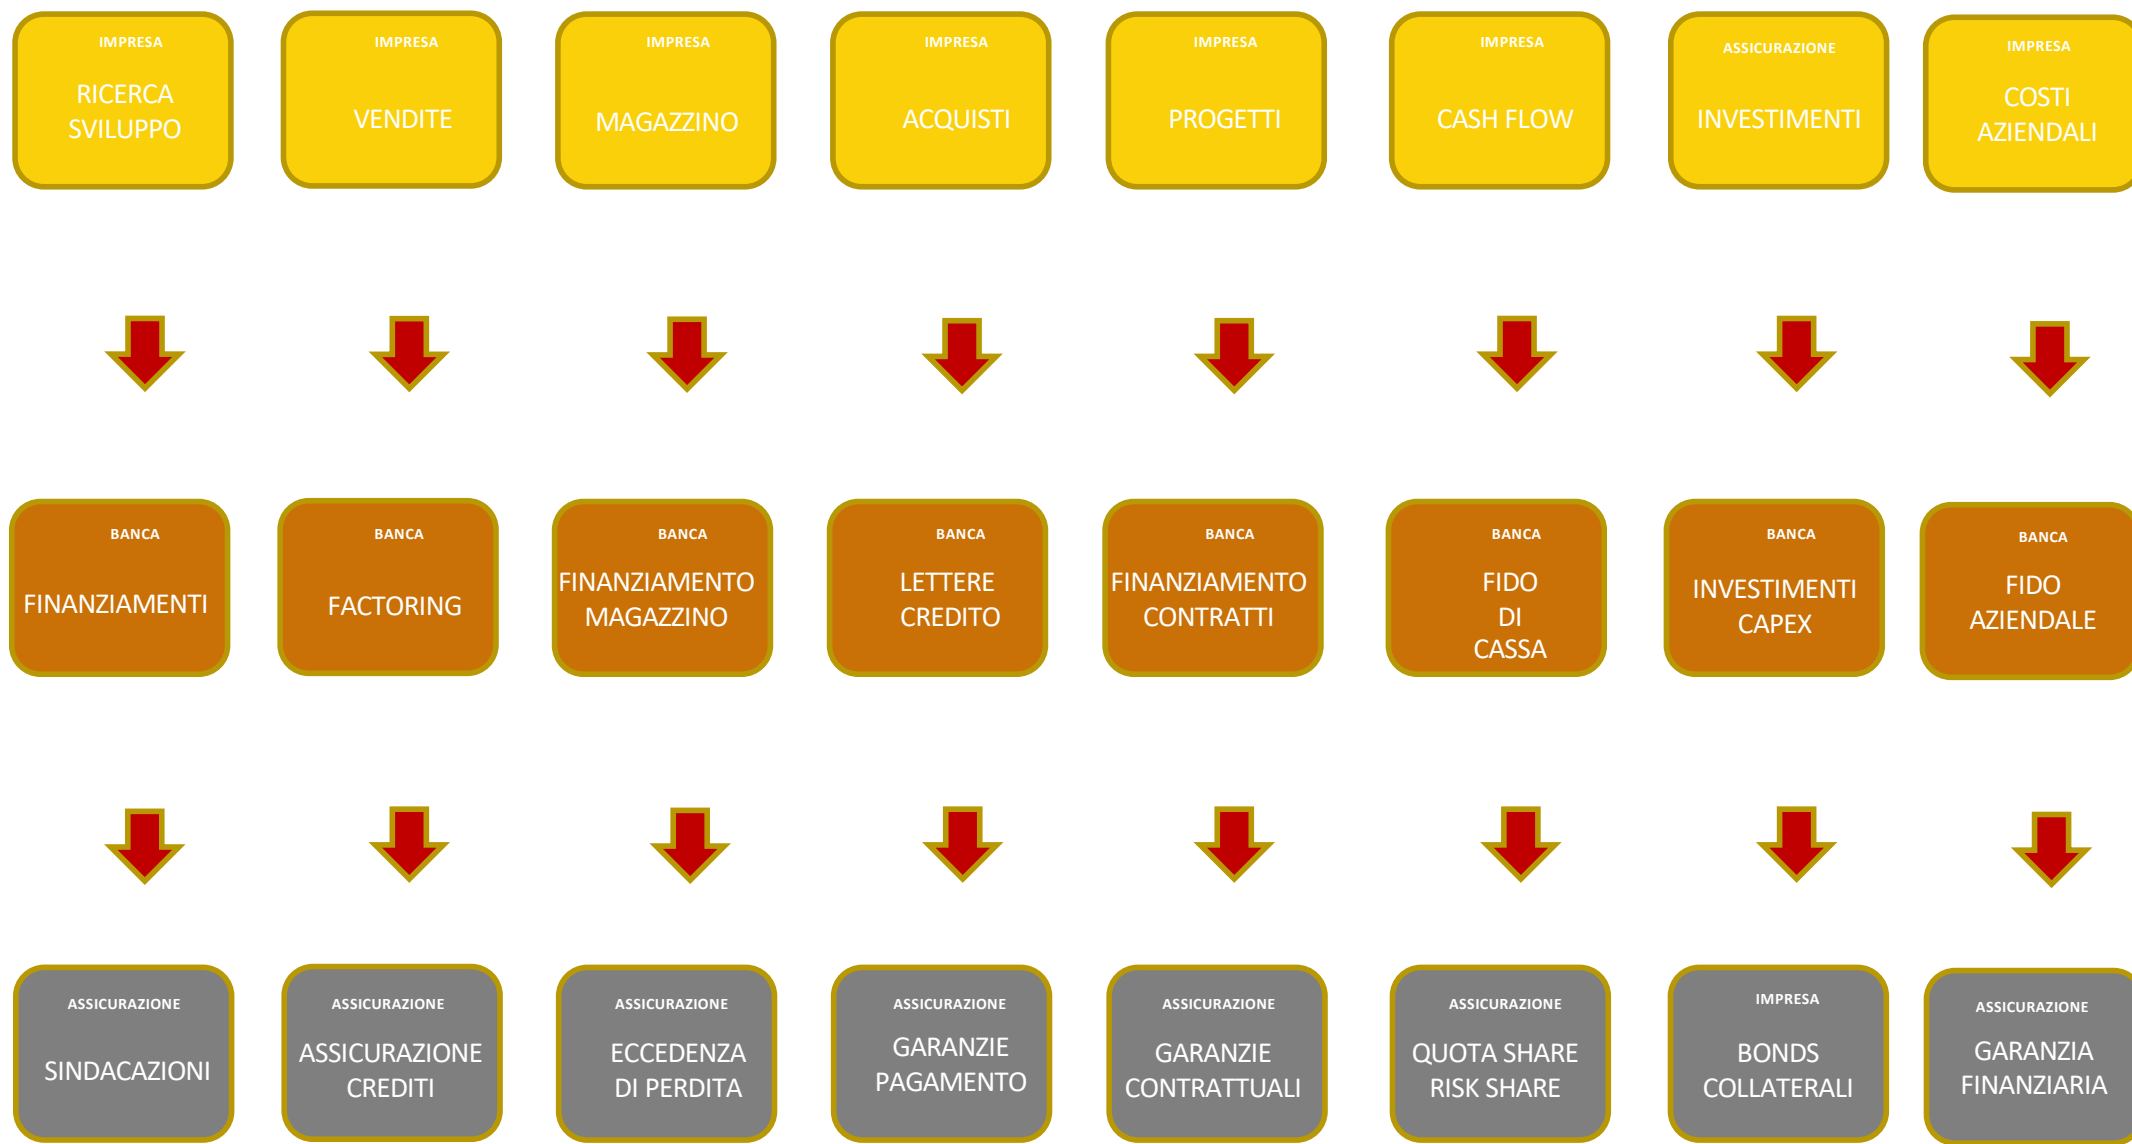 IMPRESA
RICERCA
SVILUPPO
IMPRESA
VENDITE
IMPRESA
MAGAZZINO
IMPRESA
ACQUISTI
IMPRESA
PROGETTI
IMPRESA
CASH FLOW
ASSICURAZIONE
INVESTIMENTI
IMPRESA
COSTI
AZIENDALI
BANCA
FINANZIAMENTI
BANCA
FACTORING
BANCA
FINANZIAMENTO
MAGAZZINO
BANCA
LETTERE
CREDITO
BANCA
FINANZIAMENTO
CONTRATTI
BANCA
FIDO
DI
CASSA
BANCA
INVESTIMENTI
CAPEX
BANCA
FIDO
AZIENDALE
ASSICURAZIONE
SINDACAZIONI
ASSICURAZIONE
ASSICURAZIONE
CREDITI
ASSICURAZIONE
ECCEDENZA
DI PERDITA
ASSICURAZIONE
GARANZIE
PAGAMENTO
ASSICURAZIONE
GARANZIE
CONTRATTUALI
ASSICURAZIONE
QUOTA SHARE
RISK SHARE
IMPRESA
BONDS
COLLATERALI
ASSICURAZIONE
GARANZIA
FINANZIARIA